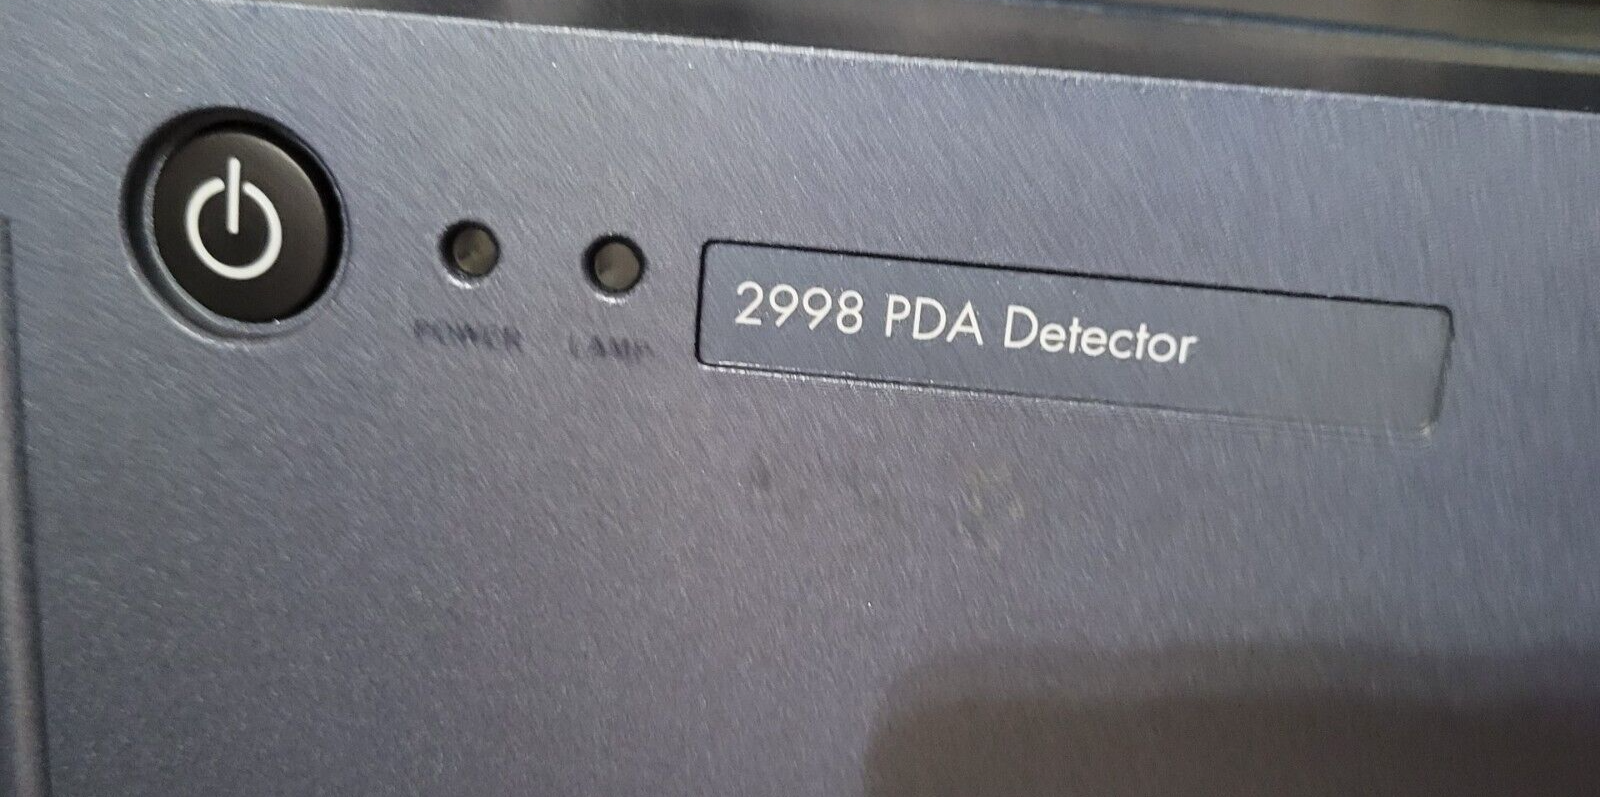 POWER LAMP
2998 PDA Detector